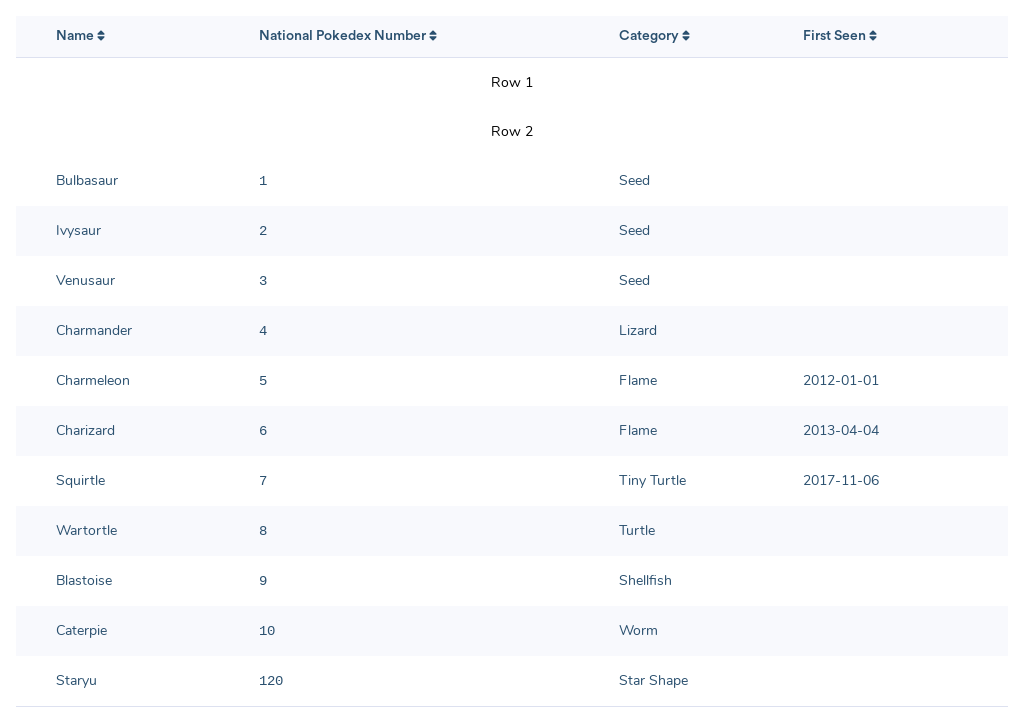 Name National Pokedex Number Category First Seen
Row 1
Row 2
Bulbasaur 1 Seed
Ivysaur 2 Seed
Venusaur 3 Seed
Charmander 4 Lizard
Charmeleon 5 Flame 2012-01-01
Charizard 6 Flame 2013-04-04
Squirtle 7 Tiny Turtle 2017-11-06
Wartortle 8 Turtle
Blastoise 9 Shellfish
Caterpie 10 Worm
Staryu 120 Star Shape